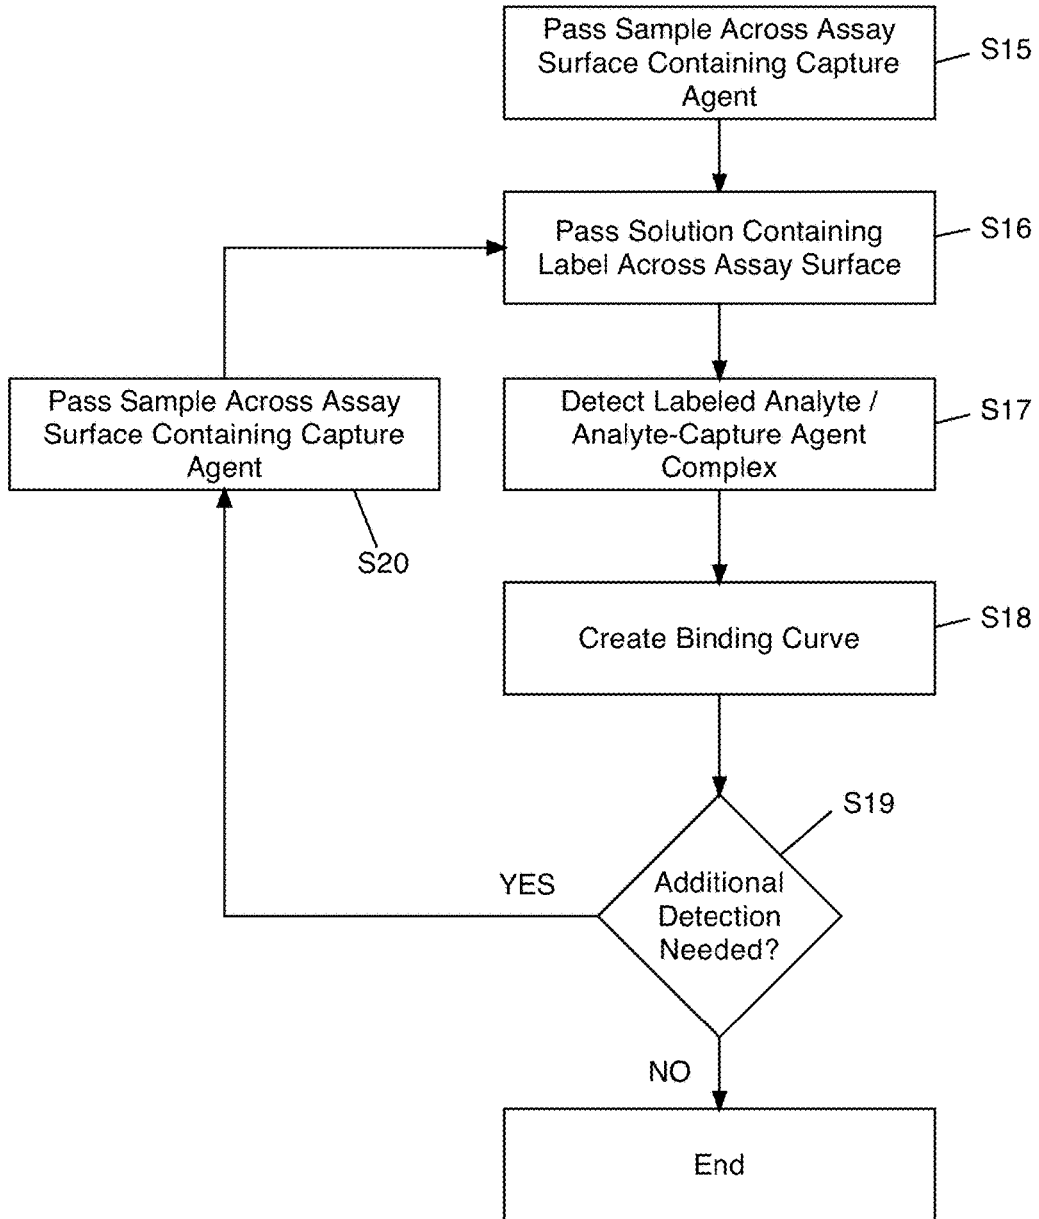 Pass Sample Across Assay
Surface Containing Capture
Agent
S15
Pass Solution Containing
Label Across Assay Surface
S16
Pass Sample Across Assay
Surface Containing Capture
Agent
S20
Detect Labeled Analyte /
Analyte-Capture Agent
Complex
S17
Create Binding Curve
S18
S19
Additional
Detection
Needed?
YES
NO
End